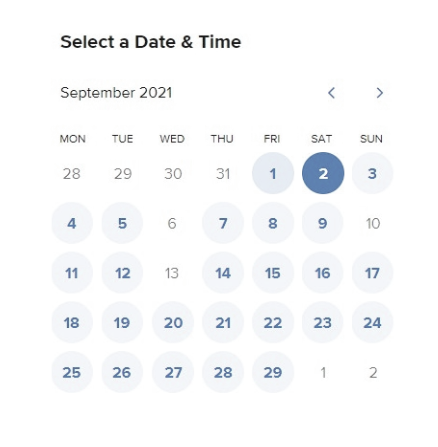 Select a Date & Time
September 2021
MON TUE WED THU FRI SAT SUN
28 29 30 31 1 2 3
4 5 6 7 8 9 10
11 12 13 14 15 16 17
18 19 20 21 22 23 24
25 26 27 28 29 1 2